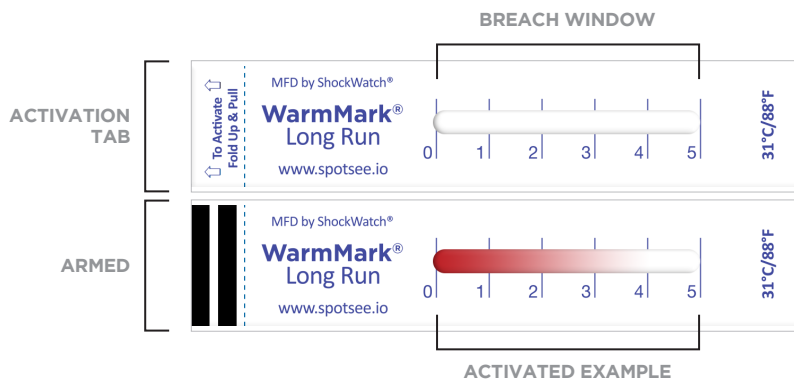 BREACH WINDOW
ACTIVATION
TAB
To Activate
Fold Up & Pull
MFD by ShockWatch®
WarmMark®
Long Run
www.spotsee.io
0 1 2 3 4 5
31°C/88°F
ARMED
MFD by ShockWatch®
WarmMark®
Long Run
www.spotsee.io
0 1 2 3 4 5
31°C/88°F
ACTIVATED EXAMPLE